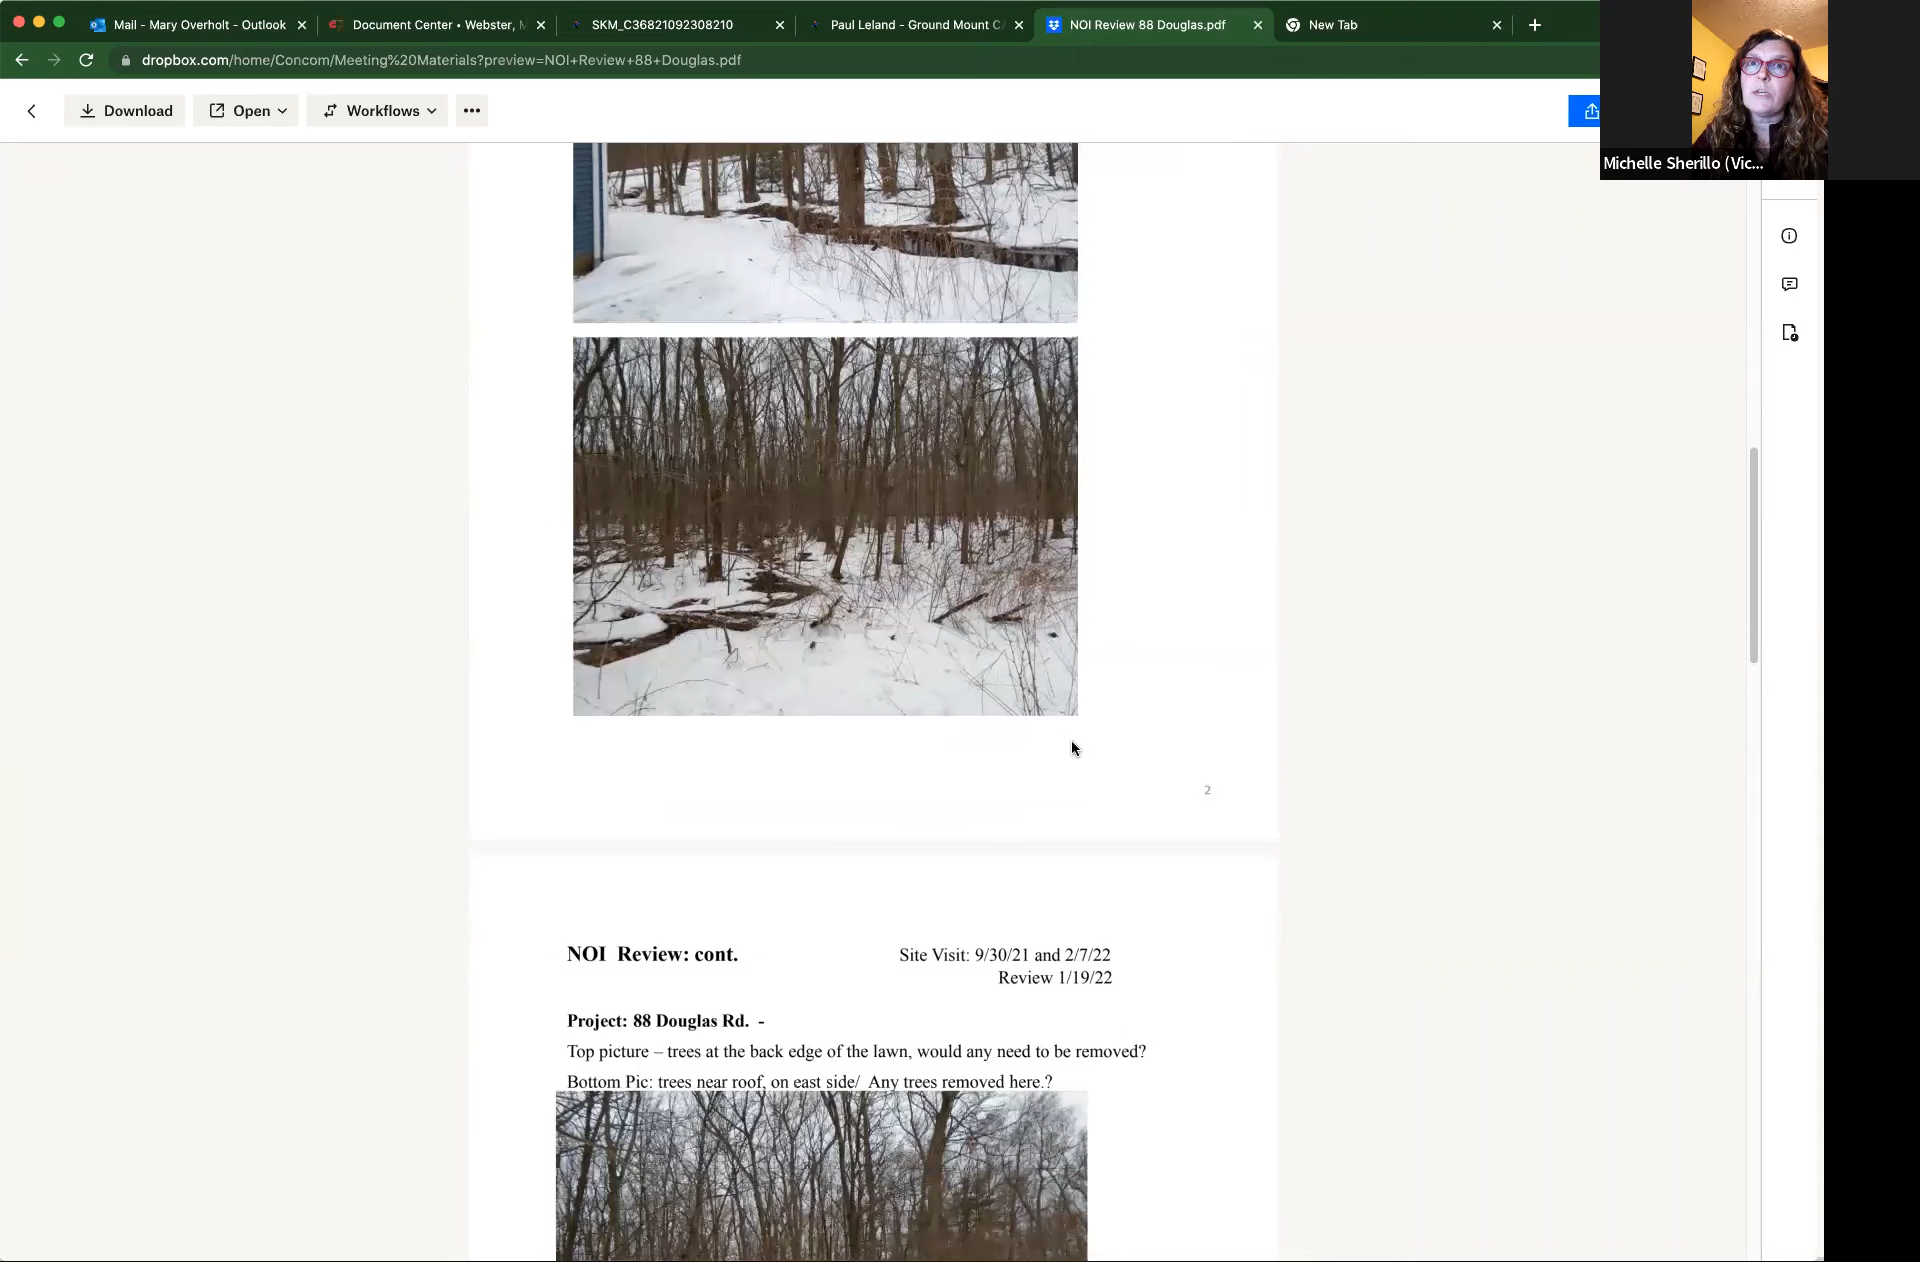 Mail - Mary Overholt - Outlook
Document Center • Webster, M
SKM_C36821092308210
Paul Leland - Ground Mount C
NOI Review 88 Douglas.pdf
New Tab
dropbox.com/home/Concom/Meeting%20Materials?preview=NOI+Review+88+Douglas.pdf
Download
Open
Workflows
Michelle Sherillo (Vic...
2
NOI Review: cont.
Site Visit: 9/30/21 and 2/7/22
Review 1/19/22
Project: 88 Douglas Rd. -
Top picture – trees at the back edge of the lawn, would any need to be removed?
Bottom Pic: trees near roof, on east side/ Any trees removed here.?